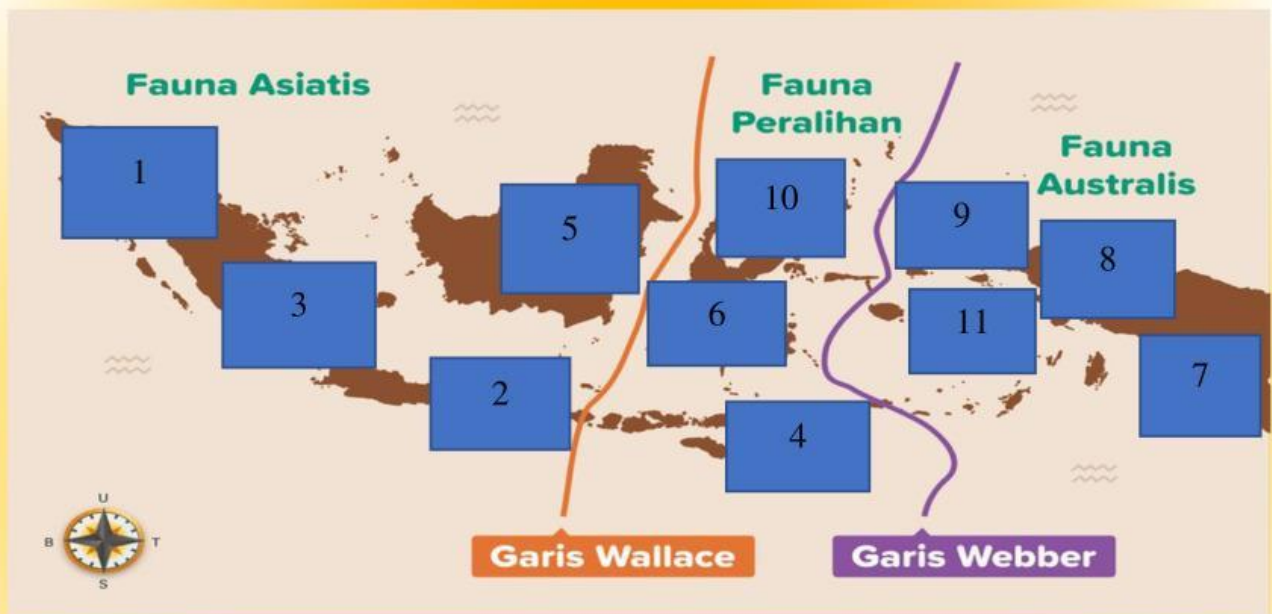 Fauna Asiatis
Fauna
Peralihan
Fauna
Australis
1
10
5
9
8
3
6
11
2
7
4
U
B
T
S
Garis Wallace
Garis Webber